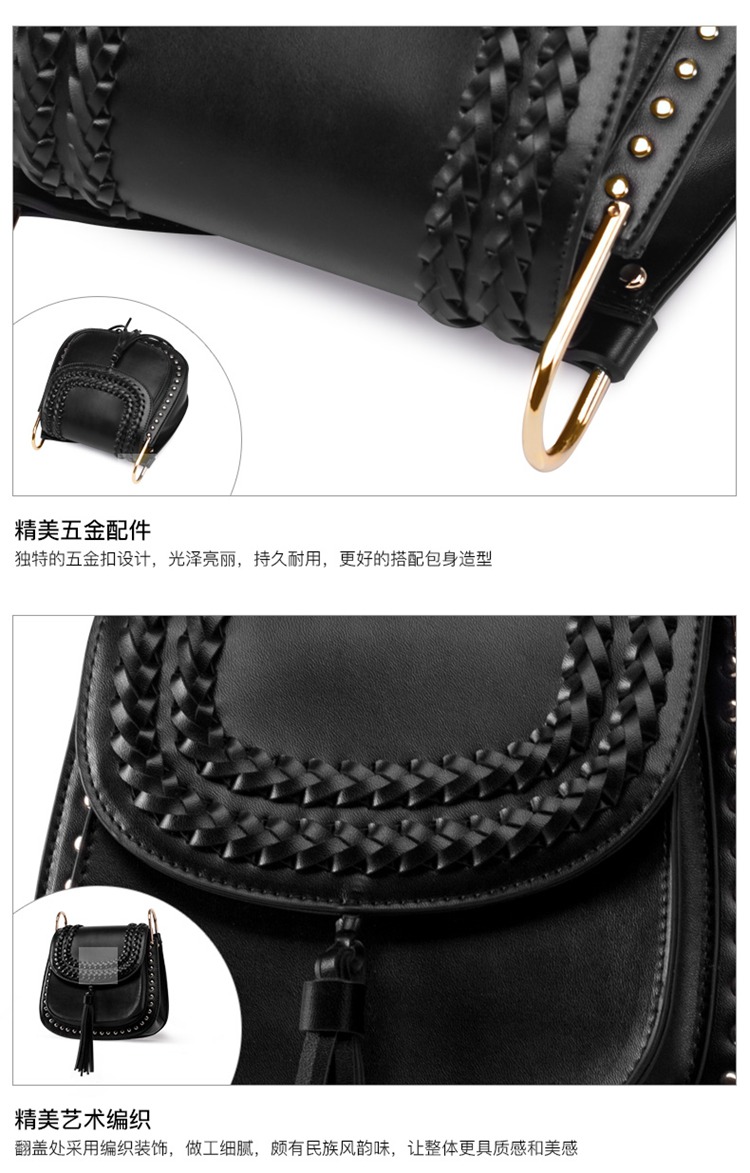 精美五金配件
独特的五金扣设计，光泽亮丽，持久耐用，更好的搭配包身造型
精美艺术编织
翻盖处采用编织装饰，做工细腻，颇有民族风韵味，让整体更具质感和美感